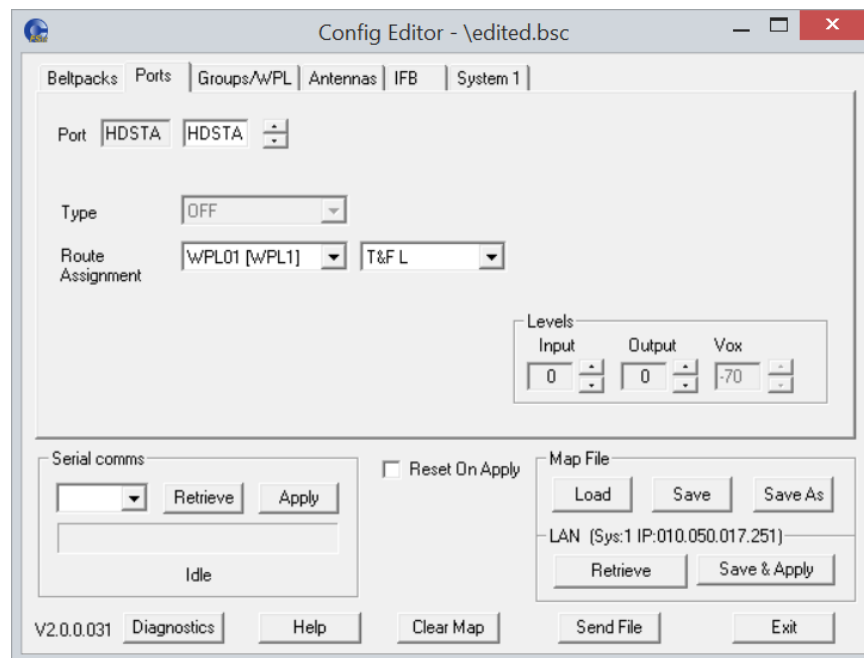 Config Editor - \edited.bsc
Beltpacks Ports Groups/WPL Antennas IFB System 1
Port HDSTA HDSTA
Type OFF
Route Assignment WPL01 [WPL1] T&F L
Levels
Input Output Vox
0 0 -70
Serial comms
Retrieve Apply
Idle
Reset On Apply
Map File
Load Save Save As
LAN (Sys:1 IP:010.050.017.251)
Retrieve Save & Apply
V2.0.0.031 Diagnostics Help Clear Map Send File Exit